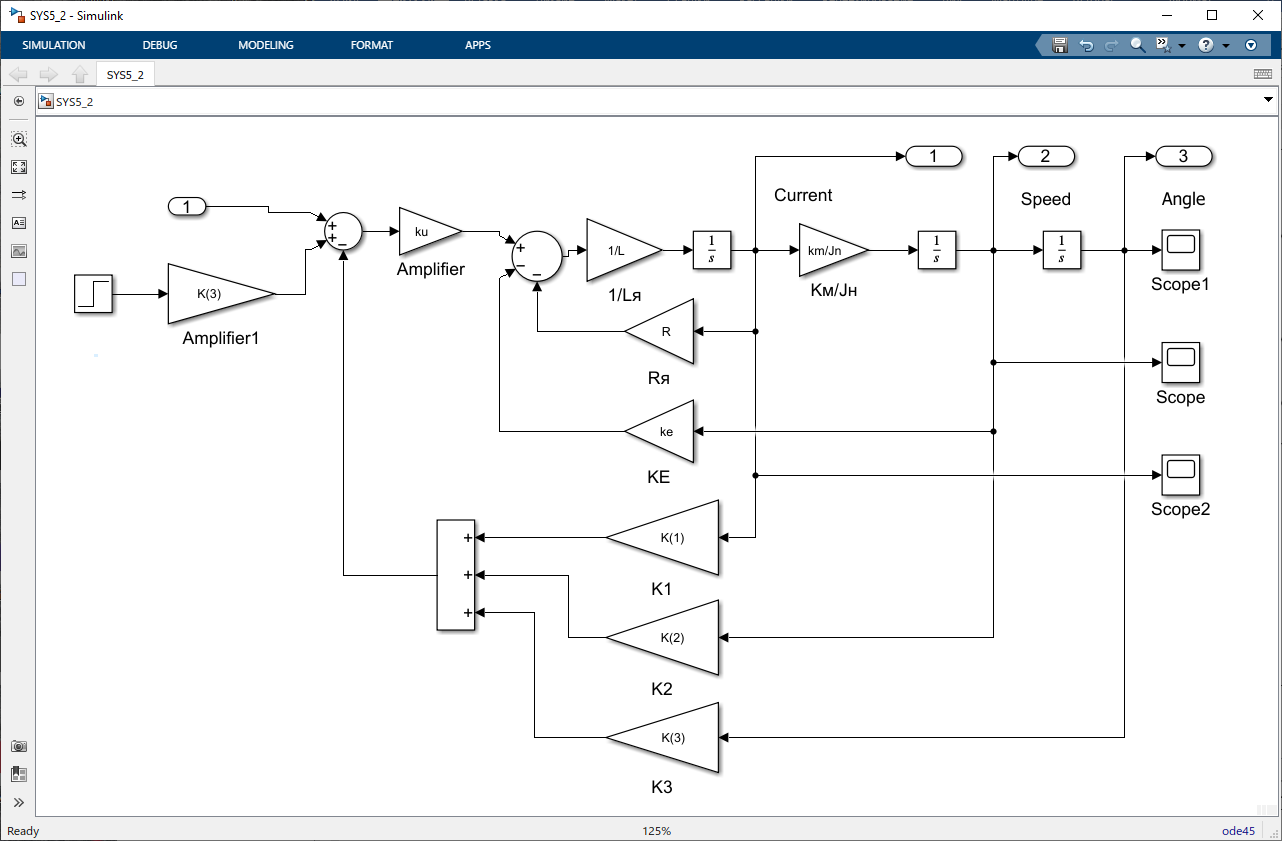 SYS5_2 - Simulink
SIMULATION DEBUG MODELING FORMAT APPS
SYS5_2
SYS5_2
1
2
3
Current
Speed
Angle
1
+
+
−
ku
Amplifier
+
−
−
1/L
1/Lя
1
s
km/Jn
Kм/Jн
1
s
1
s
Scope1
K(3)
Amplifier1
R
Rя
Scope
ke
KE
Scope2
K(1)
K1
+
+
+
K(2)
K2
K(3)
K3
Ready 125% ode45